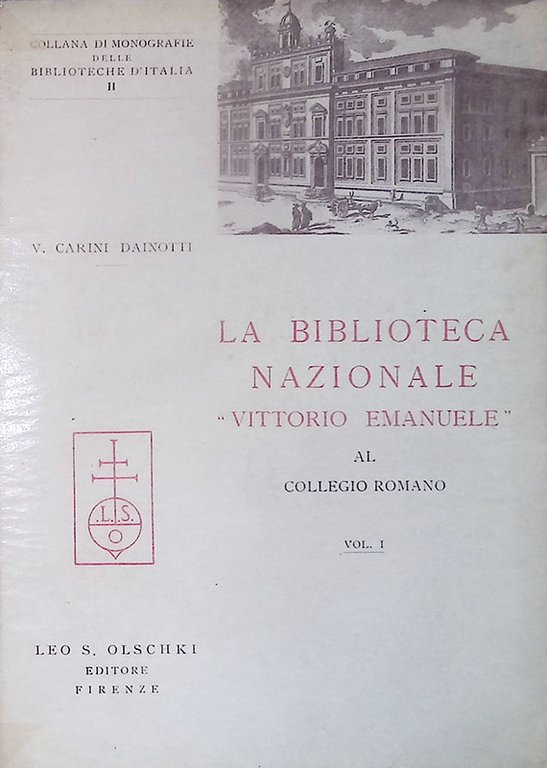 COLLANA DI MONOGRAFIE
DELLE
BIBLIOTECHE D'ITALIA
II
V. CARINI DAINOTTI
LA BIBLIOTECA
NAZIONALE
“VITTORIO EMANUELE”
AL
COLLEGIO ROMANO
VOL. I
.L.S.
LEO S. OLSCHKI
EDITORE
FIRENZE